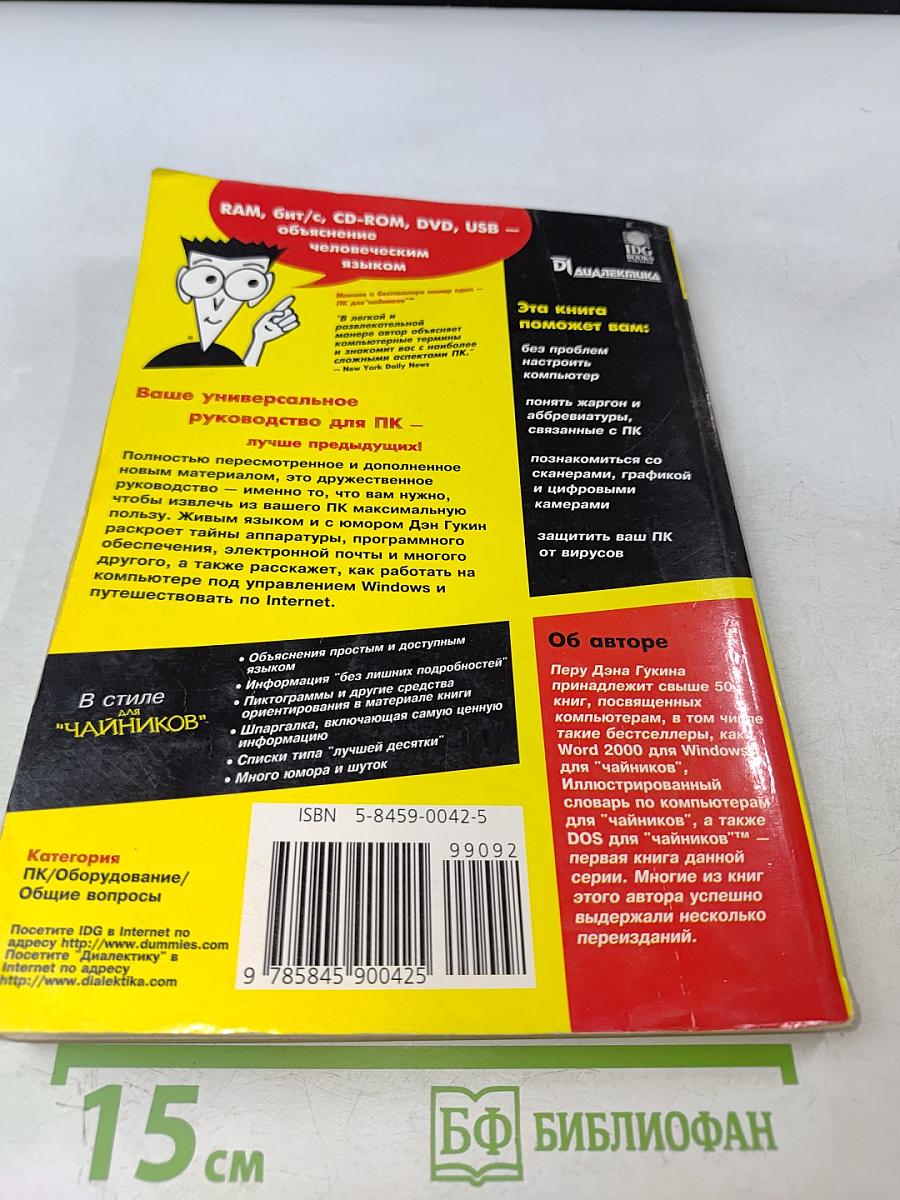 RAM, бит/с, CD-ROM, DVD, USB —
объяснение
человеческим
языком
Мнение о бестселлере номер один —
ПК для "чайников"™
"В легкой и
развлекательной
манере автор объясняет
компьютерные термины
и знакомит вас с наиболее
сложными аспектами ПК."
— New York Daily News
Ваше универсальное
руководство для ПК —
лучше предыдущих!
Полностью пересмотренное и дополненное
новым материалом, это дружественное
руководство — именно то, что вам нужно,
чтобы извлечь из вашего ПК максимальную
пользу. Живым языком и с юмором Дэн Гукин
раскроет тайны аппаратуры, программного
обеспечения, электронной почты и многого
другого, а также расскажет, как работать на
компьютере под управлением Windows и
путешествовать по Internet.
В стиле
для
"ЧАЙНИКОВ"
• Объяснения простым и доступным
языком
• Информация "без лишних подробностей"
• Пиктограммы и другие средства
ориентирования в материале книги
• Шпаргалка, включающая самую ценную
информацию
• Списки типа "лучшей десятки"
• Много юмора и шуток
IDG
BOOKS
ДИАЛЕКТИКА
Эта книга
поможет вам:
без проблем
настроить
компьютер
понять жаргон и
аббревиатуры,
связанные с ПК
познакомиться со
сканерами, графикой
и цифровыми
камерами
защитить ваш ПК
от вирусов
Об авторе
Перу Дэна Гукина
принадлежит свыше 50
книг, посвященных
компьютерам, в том числе
такие бестселлеры, как
Word 2000 для Windows
для "чайников",
Иллюстрированный
словарь по компьютерам
для "чайников", а также
DOS для "чайников"™ —
первая книга данной
серии. Многие из книг
этого автора успешно
выдержали несколько
переизданий.
Категория
ПК/Оборудование/
Общие вопросы
Посетите IDG в Internet по
адресу http://www.dummies.com
Посетите "Диалектику" в
Internet по адресу
http://www.dialektika.com
ISBN 5-8459-0042-5
99092
9 785845 900425
15 см
БФ БИБЛИОФАН